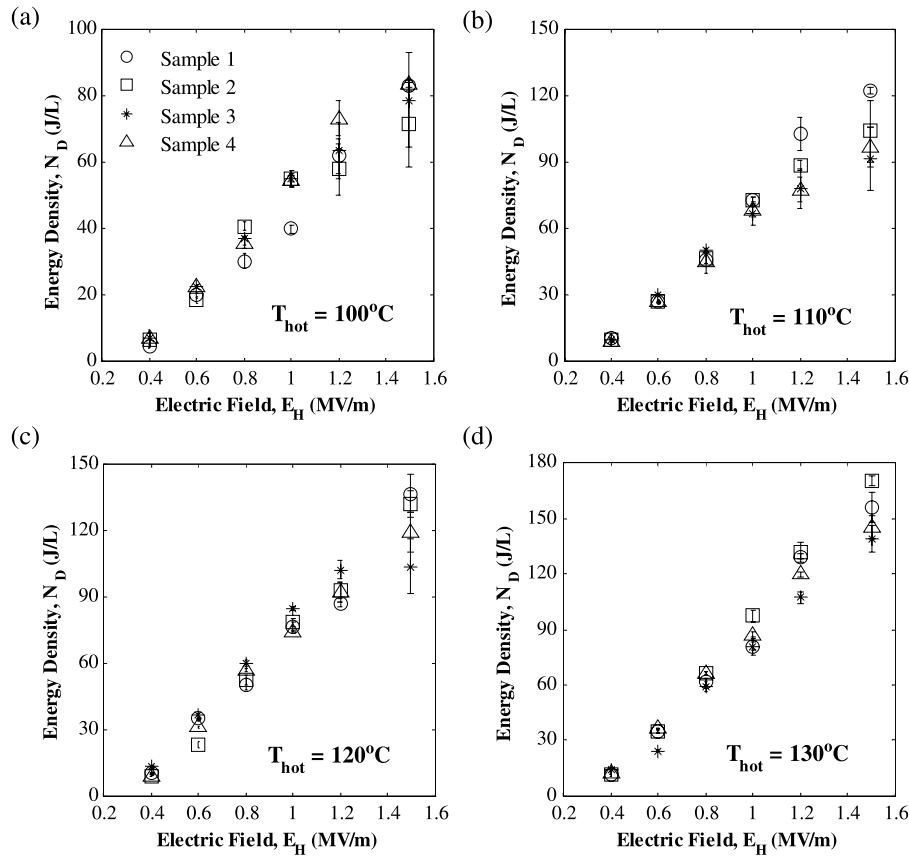 (a)
100
80
60
40
20
0
0.2 0.4 0.6 0.8 1 1.2 1.4 1.6
Energy Density, N_D (J/L)
Electric Field, E_H (MV/m)
Sample 1
Sample 2
Sample 3
Sample 4
T_hot = 100°C
(b)
150
120
90
60
30
0
0.2 0.4 0.6 0.8 1 1.2 1.4 1.6
Energy Density, N_D (J/L)
Electric Field, E_H (MV/m)
T_hot = 110°C
(c)
150
120
90
60
30
0
0.2 0.4 0.6 0.8 1 1.2 1.4 1.6
Energy Density, N_D (J/L)
Electric Field, E_H (MV/m)
T_hot = 120°C
(d)
180
150
120
90
60
30
0
0.2 0.4 0.6 0.8 1 1.2 1.4 1.6
Energy Density, N_D (J/L)
Electric Field, E_H (MV/m)
T_hot = 130°C